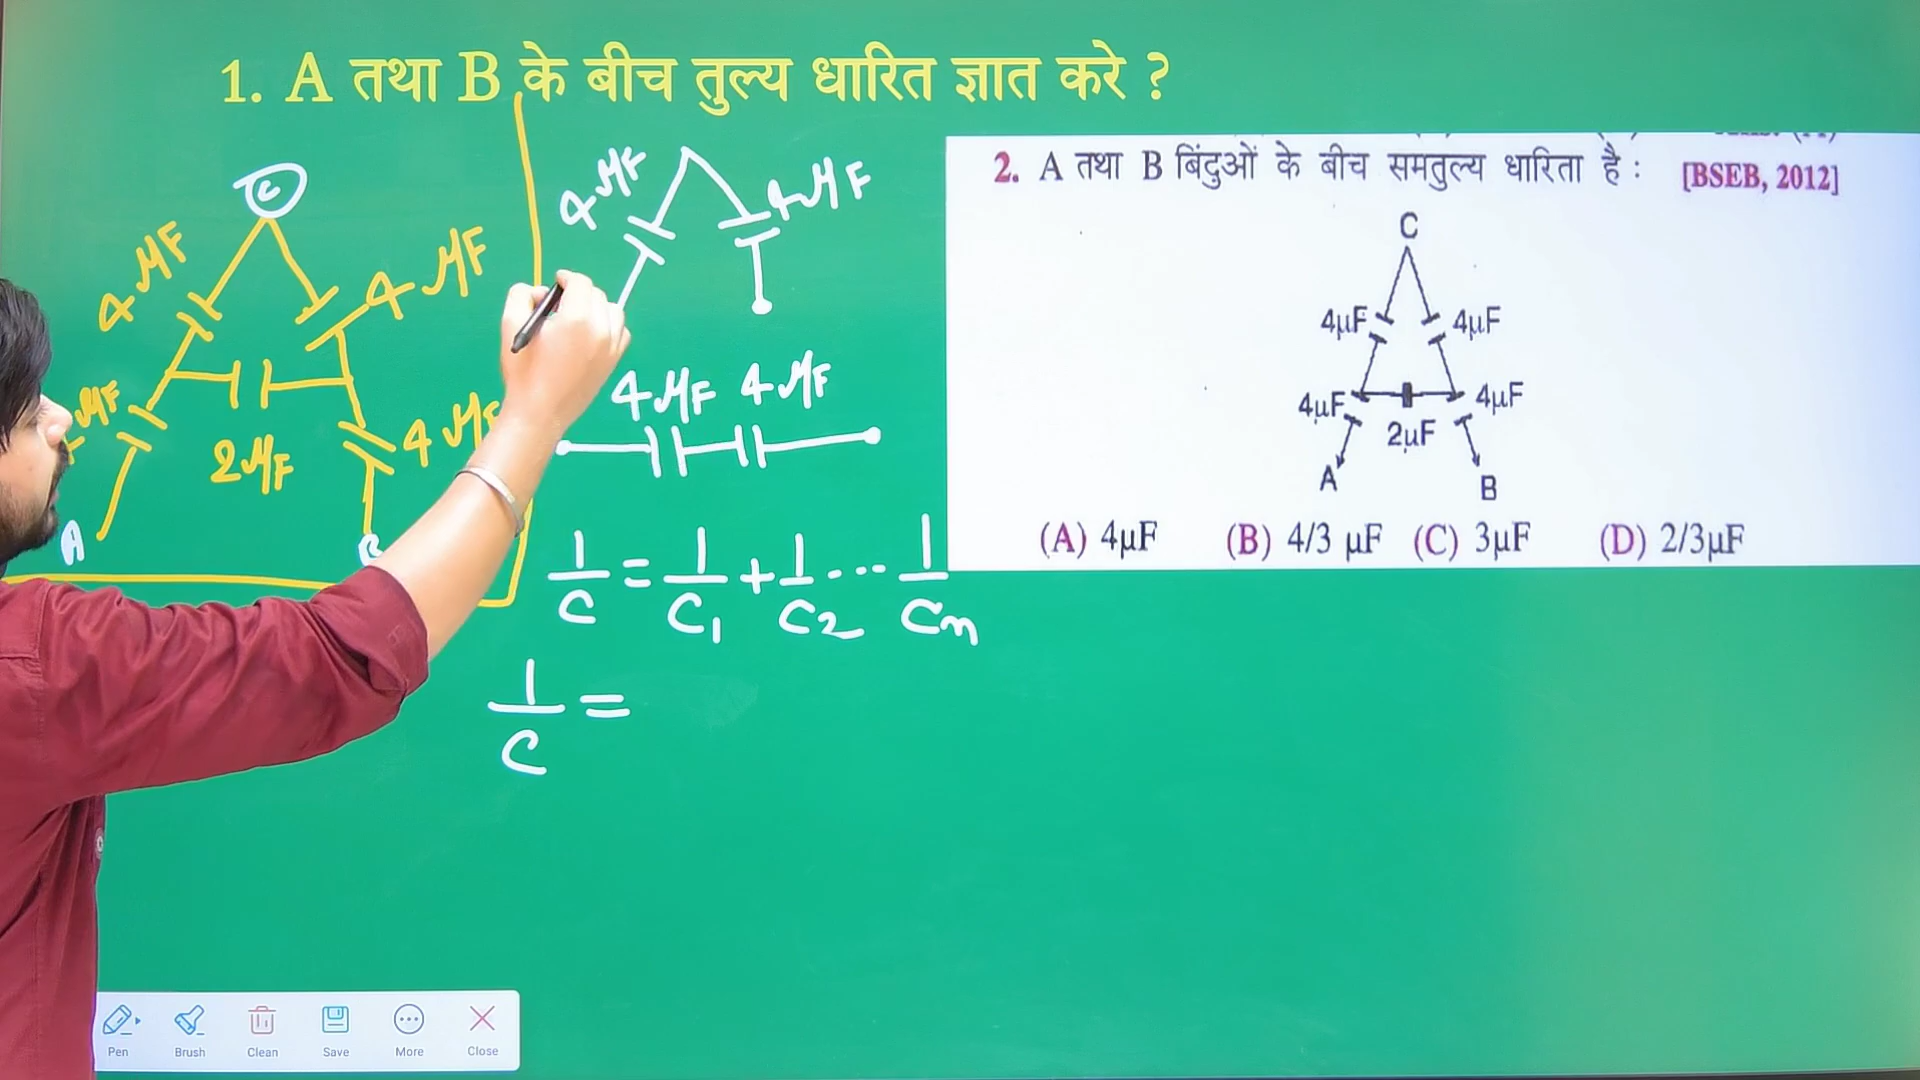 1. A तथा B के बीच तुल्य धारित ज्ञात करे ?
C
4 μF
4 μF
μF
2 μF
4 μF
A
B
4 μF
4 μF
4 μF 4 μF
1/C = 1/C1 + 1/C2 ... 1/Cn
1/C =
2. A तथा B बिंदुओं के बीच समतुल्य धारिता है : [BSEB, 2012]
C
4μF 4μF
4μF 2μF 4μF
A B
(A) 4μF (B) 4/3 μF (C) 3μF (D) 2/3μF
Pen Brush Clean Save More Close